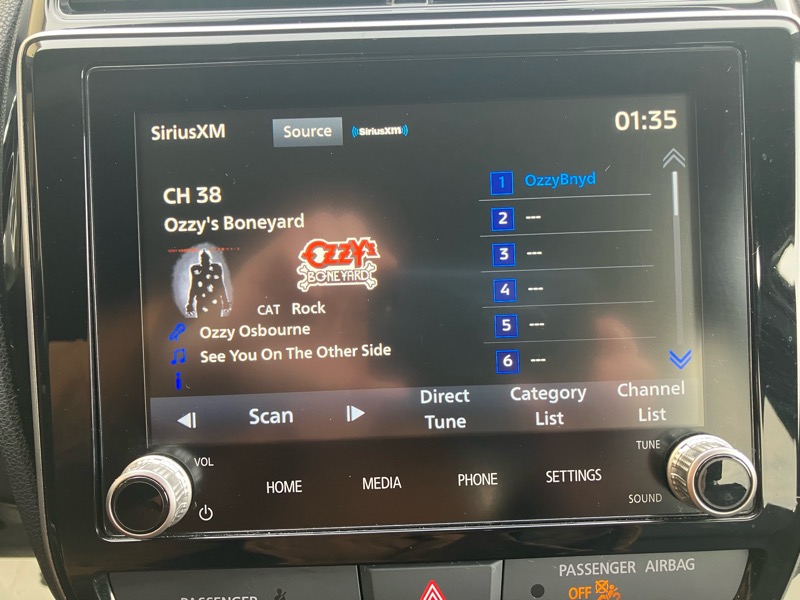 SiriusXM Source SiriusXM 01:35
CH 38
Ozzy's Boneyard
OZZY'S
BONEYARD
CAT Rock
Ozzy Osbourne
See You On The Other Side
1 OzzyBnyd
2 ---
3 ---
4 ---
5 ---
6 ---
Scan
Direct Tune
Category List
Channel List
VOL
HOME MEDIA PHONE SETTINGS
TUNE
SOUND
PASSENGER
PASSENGER AIRBAG
OFF